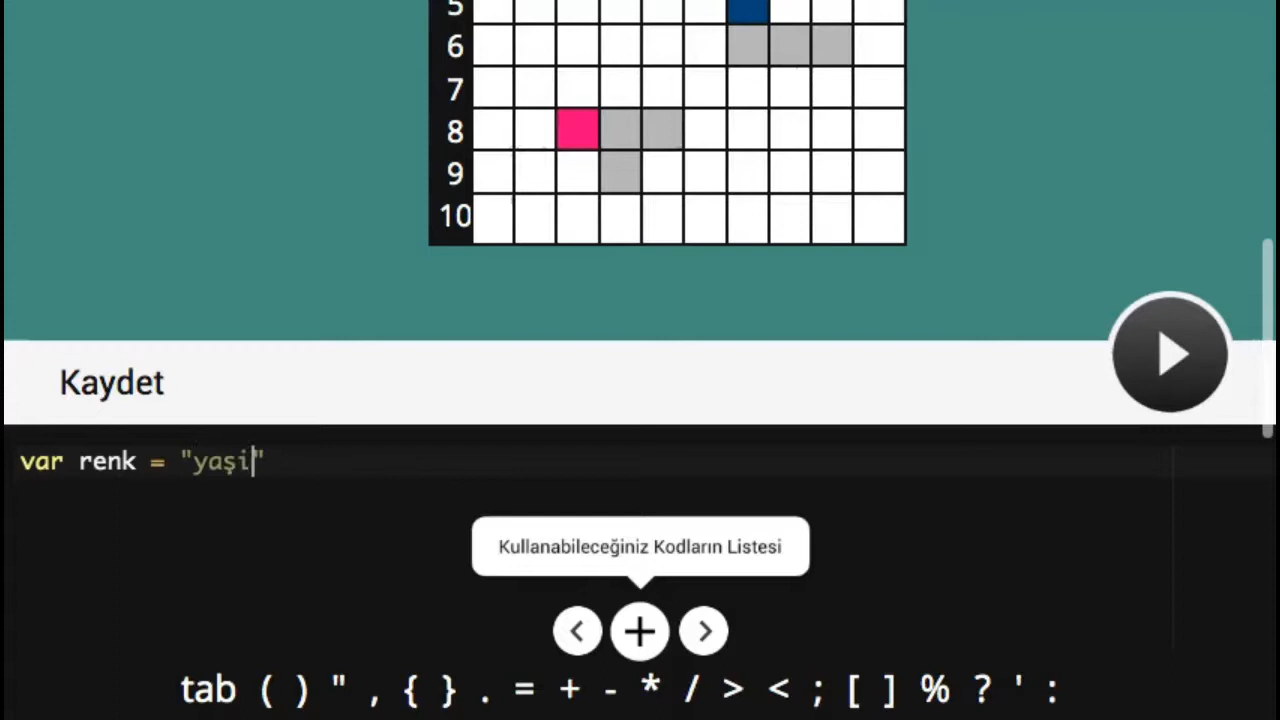 5
6
7
8
9
10
Kaydet
var renk = "yaşi"
Kullanabileceğiniz Kodların Listesi
tab ( ) " , { } . = + - * / > < ; [ ] % ? ' :